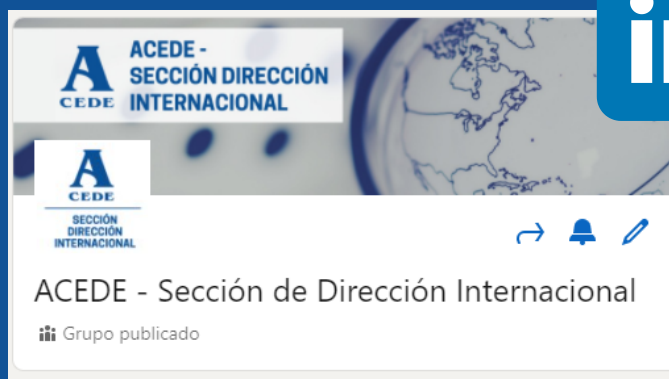 ACEDE -
SECCIÓN DIRECCIÓN
INTERNACIONAL
A
CEDE
A
CEDE
SECCIÓN
DIRECCIÓN
INTERNACIONAL
ACEDE - Sección de Dirección Internacional
Grupo publicado